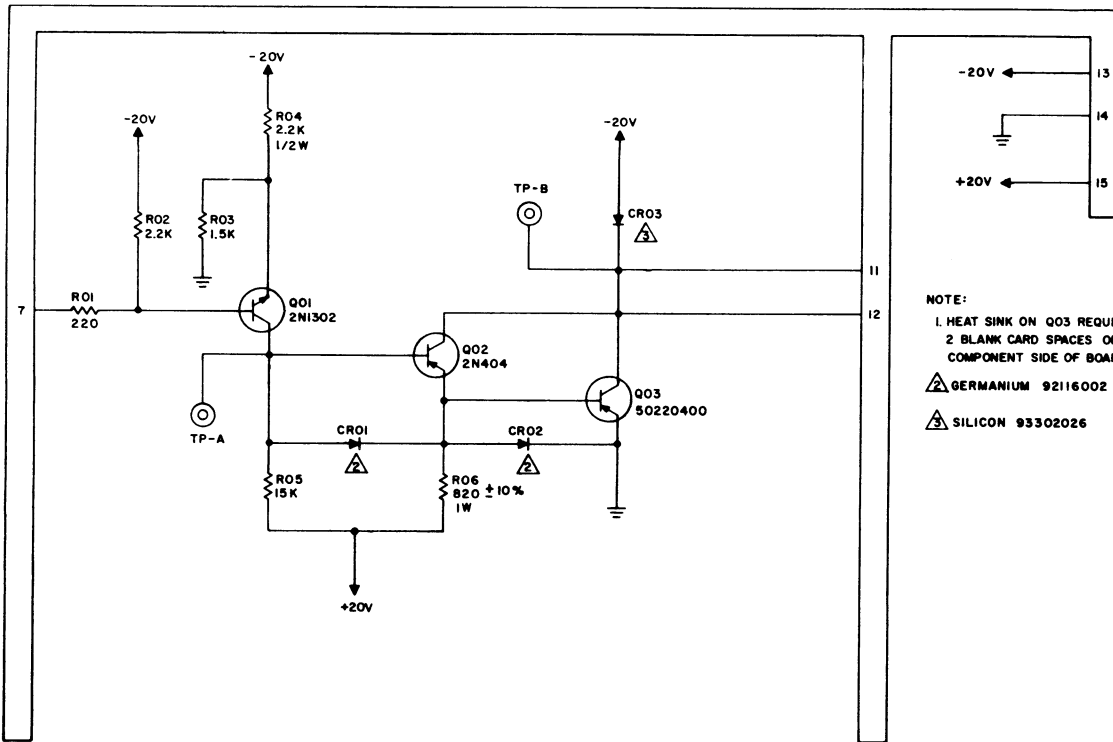 -20V
R04
2.2K
1/2W
-20V
R02
2.2K
R03
1.5K
7
R01
220
Q01
2N1302
TP-A
Q02
2N404
CR01
2
CR02
2
R05
15K
R06
820 ±10%
1W
+20V
-20V
TP-B
CR03
3
Q03
50220400
11
12
-20V
13
14
+20V
15
NOTE:
1. HEAT SINK ON Q03
2 BLANK CARD SPACES
COMPONENT SIDE OF
2 GERMANIUM 92116002
3 SILICON 93302026